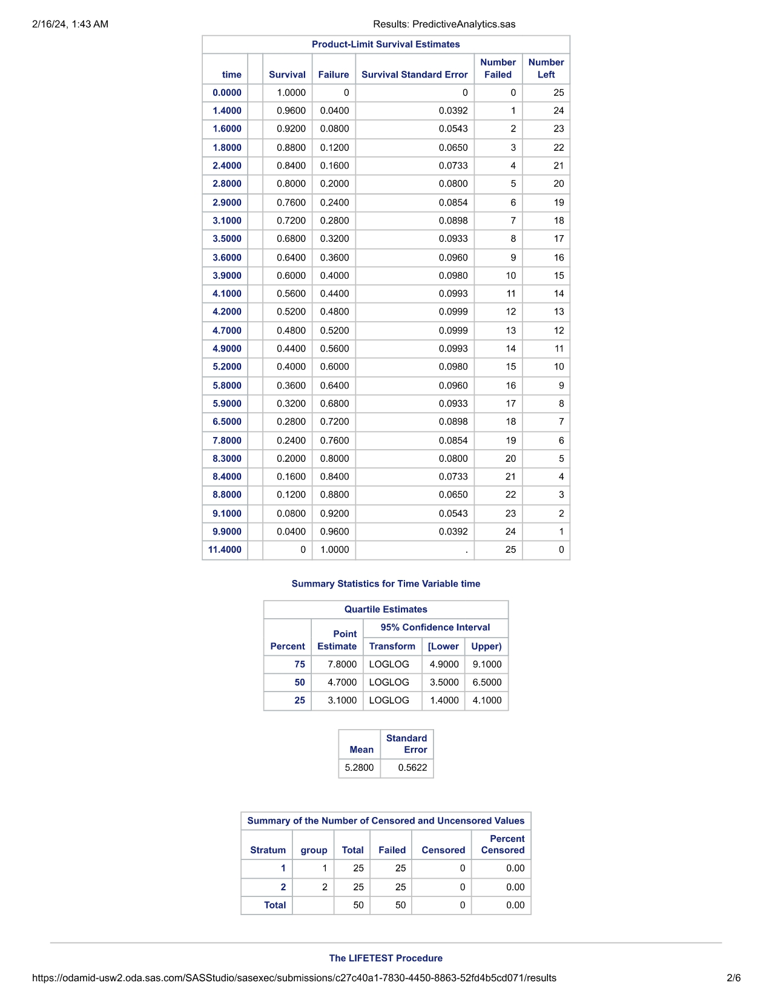 2/16/24, 1:43 AM Results: PredictiveAnalytics.sas
Product-Limit Survival Estimates
time Survival Failure Survival Standard Error Number Failed Number Left
0.0000 1.0000 0 0 0 25
1.4000 0.9600 0.0400 0.0392 1 24
1.6000 0.9200 0.0800 0.0543 2 23
1.8000 0.8800 0.1200 0.0650 3 22
2.4000 0.8400 0.1600 0.0733 4 21
2.8000 0.8000 0.2000 0.0800 5 20
2.9000 0.7600 0.2400 0.0854 6 19
3.1000 0.7200 0.2800 0.0898 7 18
3.5000 0.6800 0.3200 0.0933 8 17
3.6000 0.6400 0.3600 0.0960 9 16
3.9000 0.6000 0.4000 0.0980 10 15
4.1000 0.5600 0.4400 0.0993 11 14
4.2000 0.5200 0.4800 0.0999 12 13
4.7000 0.4800 0.5200 0.0999 13 12
4.9000 0.4400 0.5600 0.0993 14 11
5.2000 0.4000 0.6000 0.0980 15 10
5.8000 0.3600 0.6400 0.0960 16 9
5.9000 0.3200 0.6800 0.0933 17 8
6.5000 0.2800 0.7200 0.0898 18 7
7.8000 0.2400 0.7600 0.0854 19 6
8.3000 0.2000 0.8000 0.0800 20 5
8.4000 0.1600 0.8400 0.0733 21 4
8.8000 0.1200 0.8800 0.0650 22 3
9.1000 0.0800 0.9200 0.0543 23 2
9.9000 0.0400 0.9600 0.0392 24 1
11.4000 0 1.0000 . 25 0
Summary Statistics for Time Variable time
Quartile Estimates
Percent Point Estimate 95% Confidence Interval
Transform [Lower Upper)
75 7.8000 LOGLOG 4.9000 9.1000
50 4.7000 LOGLOG 3.5000 6.5000
25 3.1000 LOGLOG 1.4000 4.1000
Mean Standard Error
5.2800 0.5622
Summary of the Number of Censored and Uncensored Values
Stratum group Total Failed Censored Percent Censored
1 1 25 25 0 0.00
2 2 25 25 0 0.00
Total 50 50 0 0.00
The LIFETEST Procedure
https://odamid-usw2.oda.sas.com/SASStudio/sasexec/submissions/c27c40a1-7830-4450-8863-52fd4b5cd071/results 2/6